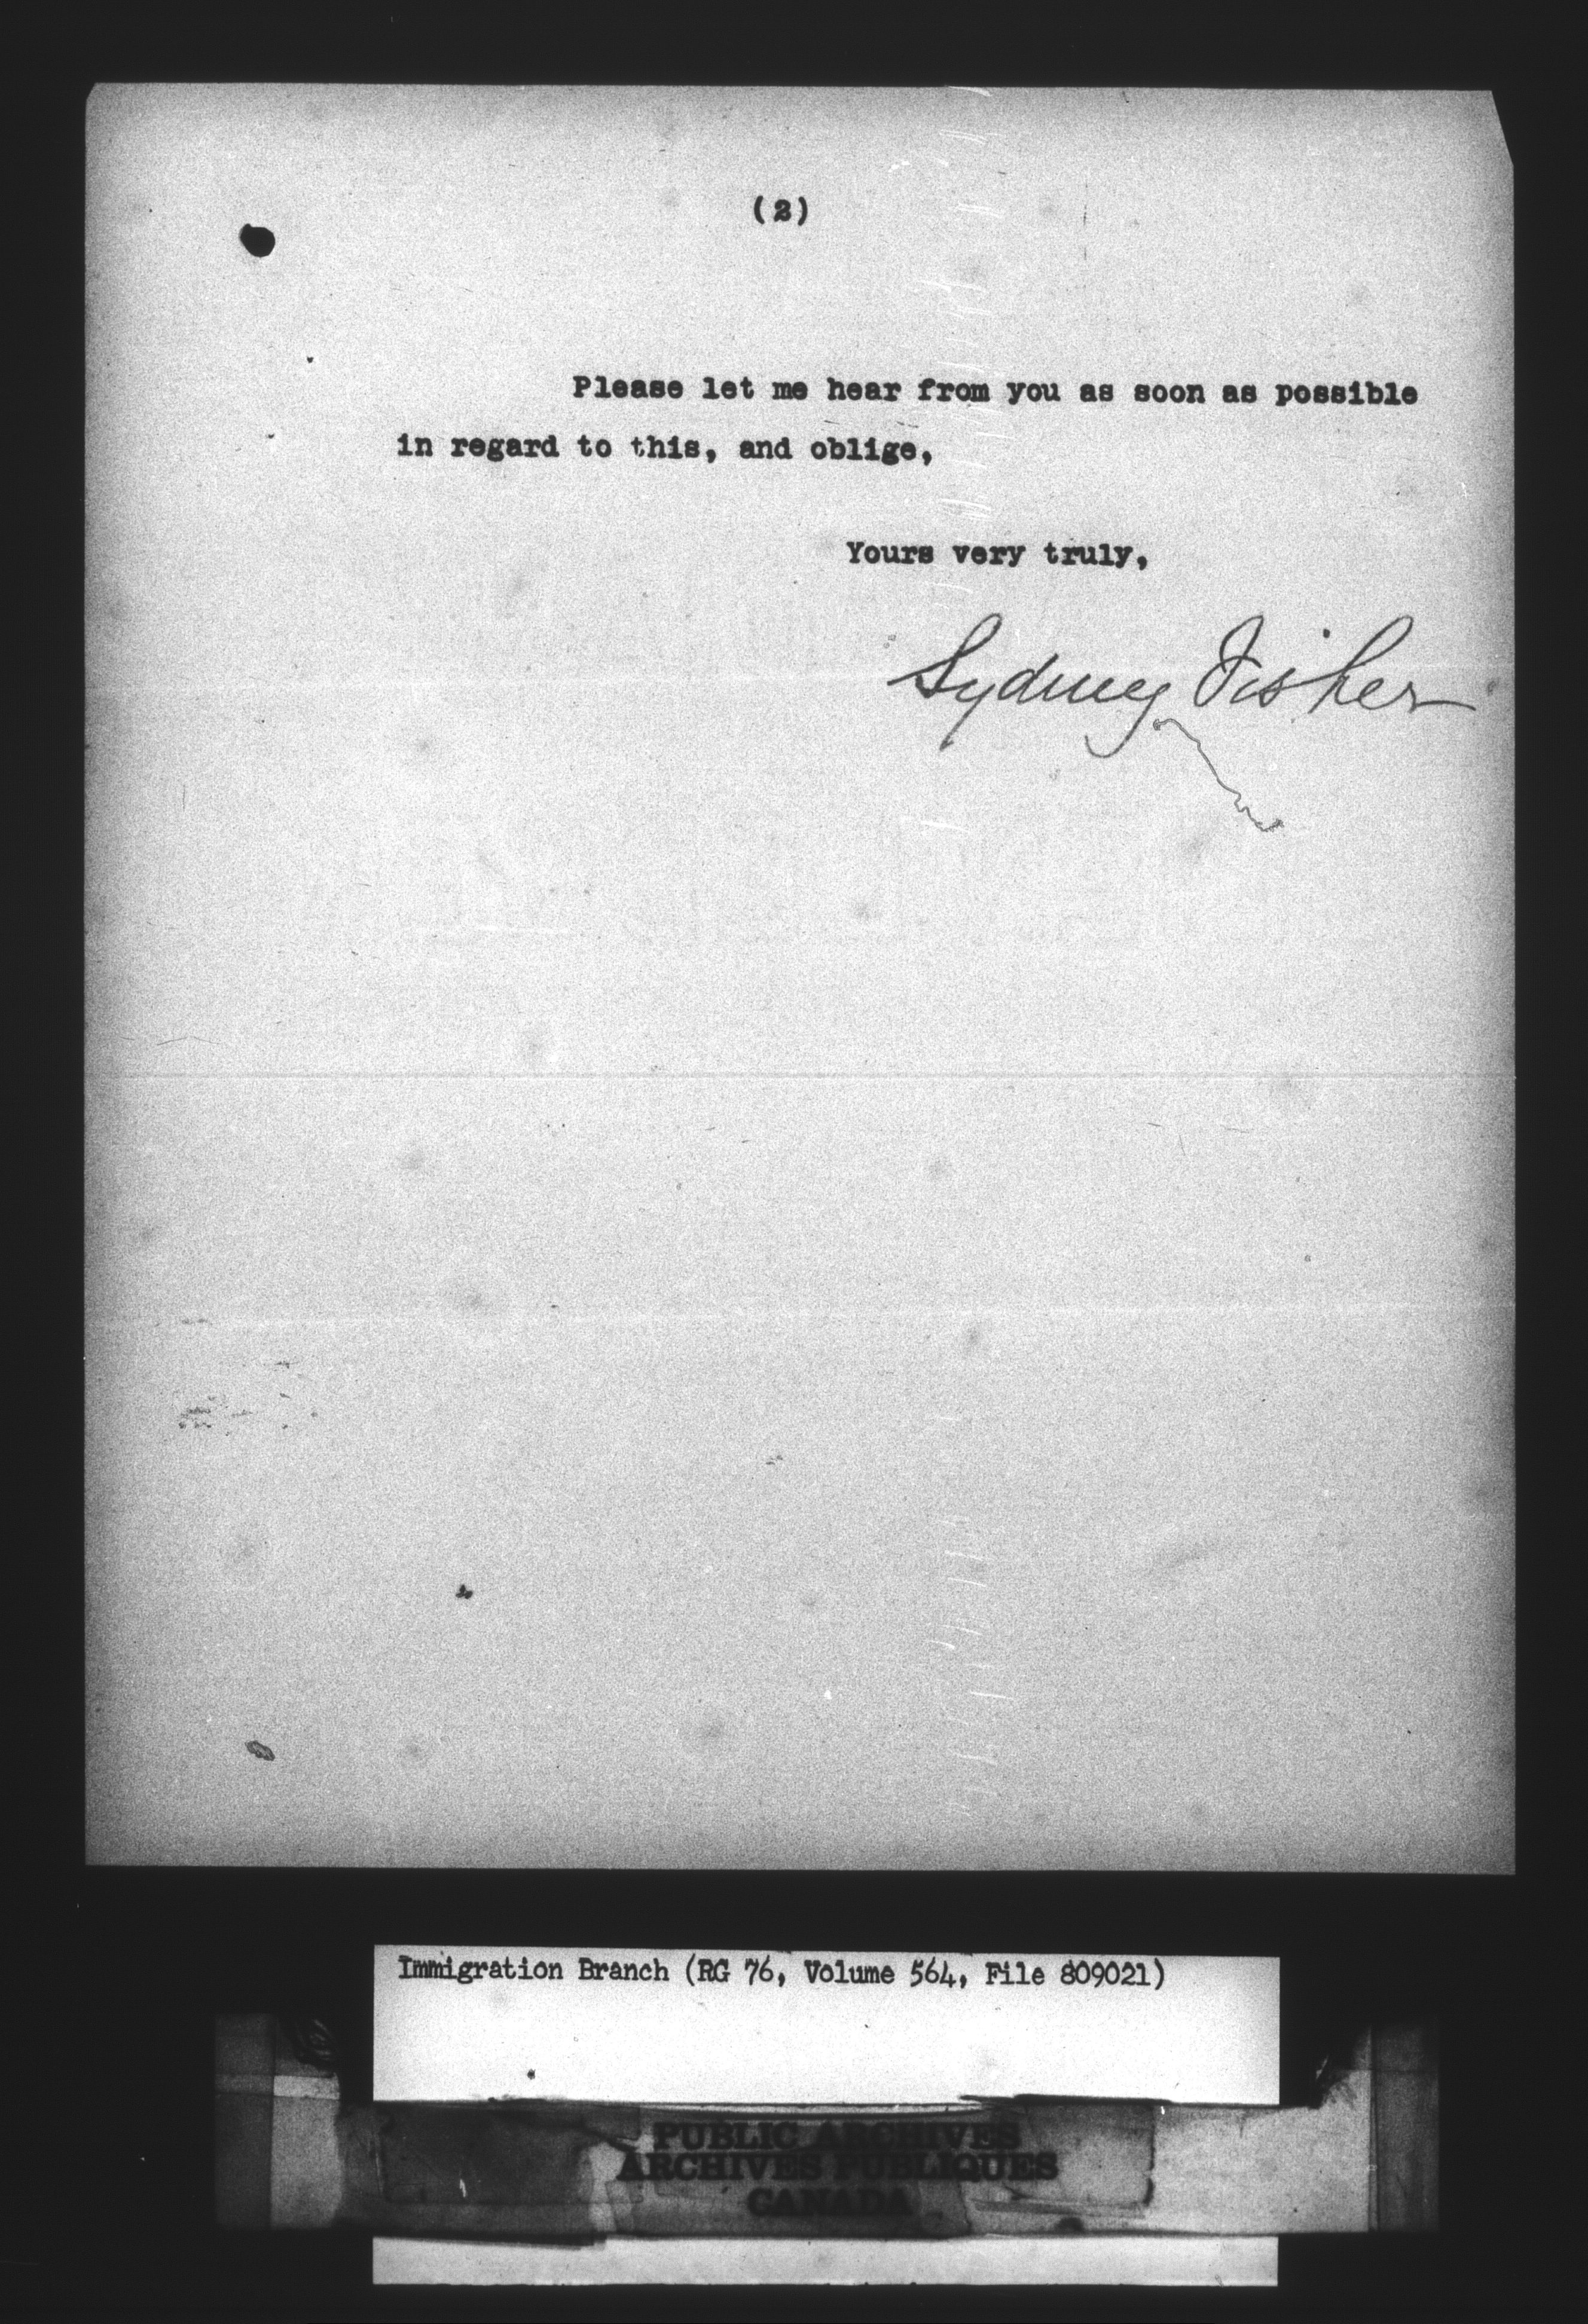 (2)
Please let me hear from you as soon as possible
in regard to this, and oblige,
Yours very truly,
Sydney Fisher
Immigration Branch (RG 76, Volume 564, File 809021)
PUBLIC ARCHIVES
ARCHIVES PUBLIQUES
CANADA